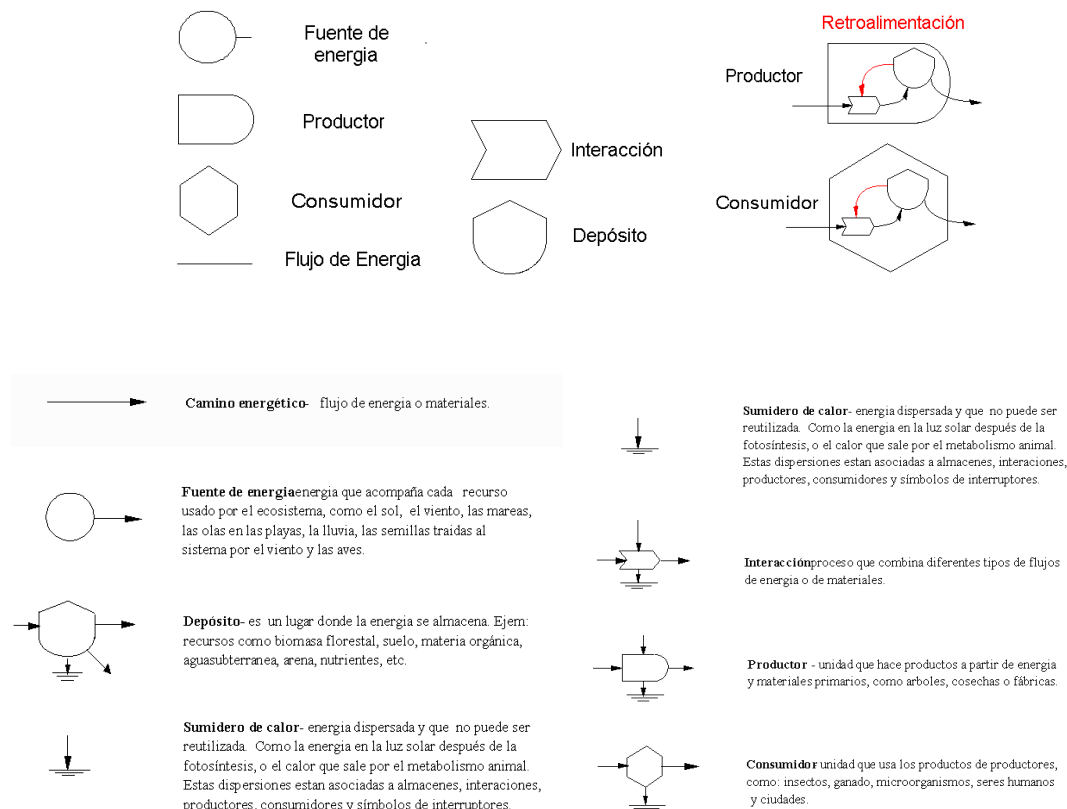 Fuente de
energia
Productor
Consumidor
Flujo de Energia
Interacción
Depósito
Retroalimentación
Productor
Consumidor
Camino energético- flujo de energia o materiales.
Fuente de energiaenergia que acompaña cada recurso
usado por el ecosistema, como el sol, el viento, las mareas,
las olas en las playas, la lluvia, las semillas traidas al
sistema por el viento y las aves.
Depósito- es un lugar donde la energia se almacena. Ejem:
recursos como biomasa florestal, suelo, materia orgánica,
aguasubterranea, arena, nutrientes, etc.
Sumidero de calor- energia dispersada y que no puede ser
reutilizada. Como la energia en la luz solar después de la
fotosíntesis, o el calor que sale por el metabolismo animal.
Estas dispersiones estan asociadas a almacenes, interaciones,
productores, consumidores y símbolos de interruptores.
Sumidero de calor- energia dispersada y que no puede ser
reutilizada. Como la energia en la luz solar después de la
fotosíntesis, o el calor que sale por el metabolismo animal.
Estas dispersiones estan asociadas a almacenes, interaciones,
productores, consumidores y símbolos de interruptores.
Interacciónproceso que combina diferentes tipos de flujos
de energia o de materiales.
Productor - unidad que hace productos a partir de energia
y materiales primarios, como arboles, cosechas o fábricas.
Consumidor unidad que usa los productos de productores,
como: insectos, ganado, microorganismos, seres humanos
y ciudades.